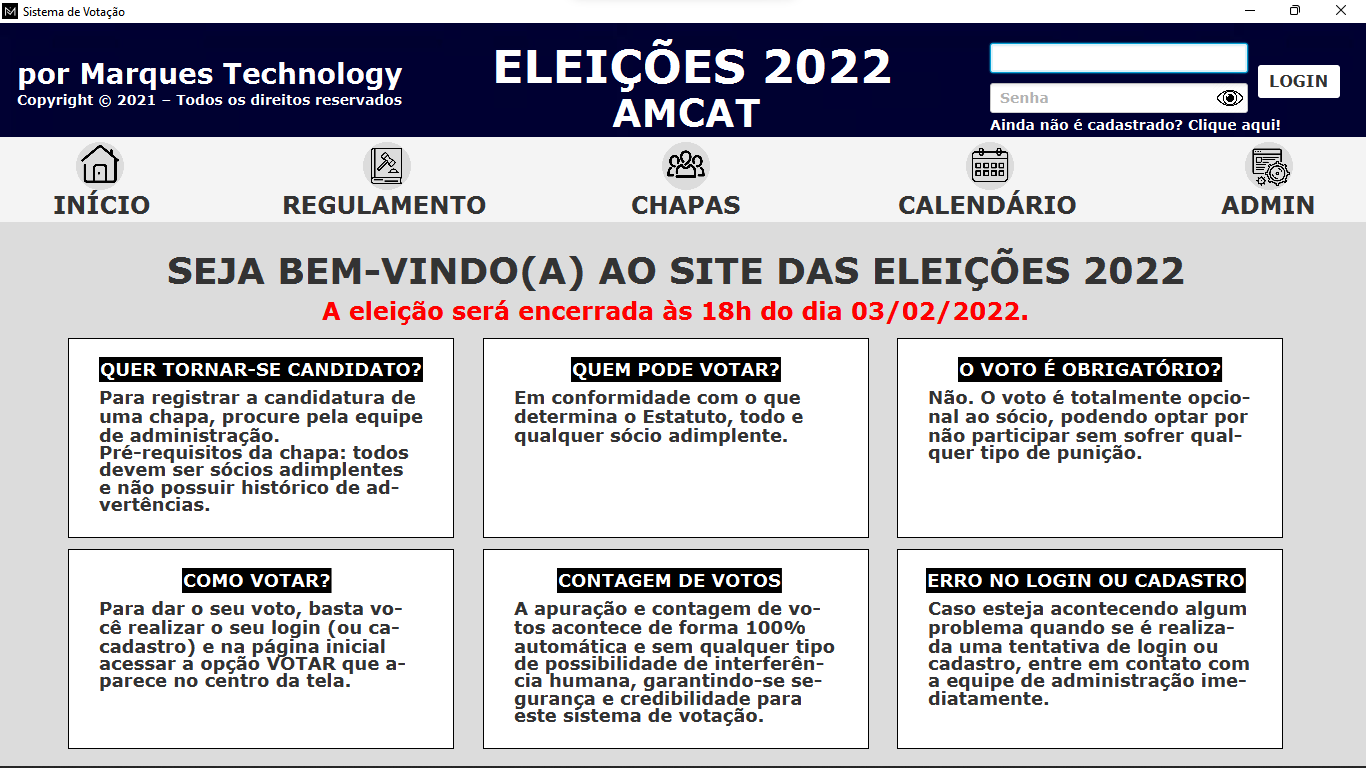 Sistema de Votação
por Marques Technology
Copyright © 2021 – Todos os direitos reservados
ELEIÇÕES 2022
AMCAT
Senha
LOGIN
Ainda não é cadastrado? Clique aqui!
INÍCIO
REGULAMENTO
CHAPAS
CALENDÁRIO
ADMIN
SEJA BEM-VINDO(A) AO SITE DAS ELEIÇÕES 2022
A eleição será encerrada às 18h do dia 03/02/2022.
QUER TORNAR-SE CANDIDATO?
Para registrar a candidatura de
uma chapa, procure pela equipe
de administração.
Pré-requisitos da chapa: todos
devem ser sócios adimplentes
e não possuir histórico de ad-
vertências.
QUEM PODE VOTAR?
Em conformidade com o que
determina o Estatuto, todo e
qualquer sócio adimplente.
O VOTO É OBRIGATÓRIO?
Não. O voto é totalmente opcio-
nal ao sócio, podendo optar por
não participar sem sofrer qual-
quer tipo de punição.
COMO VOTAR?
Para dar o seu voto, basta vo-
cê realizar o seu login (ou ca-
cadastro) e na página inicial
acessar a opção VOTAR que a-
parece no centro da tela.
CONTAGEM DE VOTOS
A apuração e contagem de vo-
tos acontece de forma 100%
automática e sem qualquer tipo
de possibilidade de interferên-
cia humana, garantindo-se se-
gurança e credibilidade para
este sistema de votação.
ERRO NO LOGIN OU CADASTRO
Caso esteja acontecendo algum
problema quando se é realiza-
da uma tentativa de login ou
cadastro, entre em contato com
a equipe de administração ime-
diatamente.